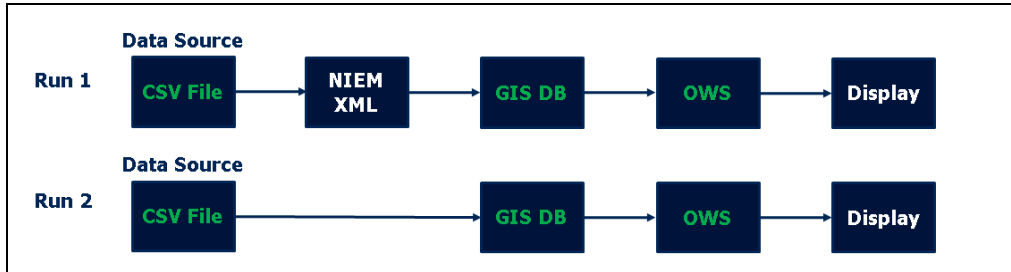 Data Source
Run 1
CSV File
NIEM
XML
GIS DB
OWS
Display
Data Source
Run 2
CSV File
GIS DB
OWS
Display